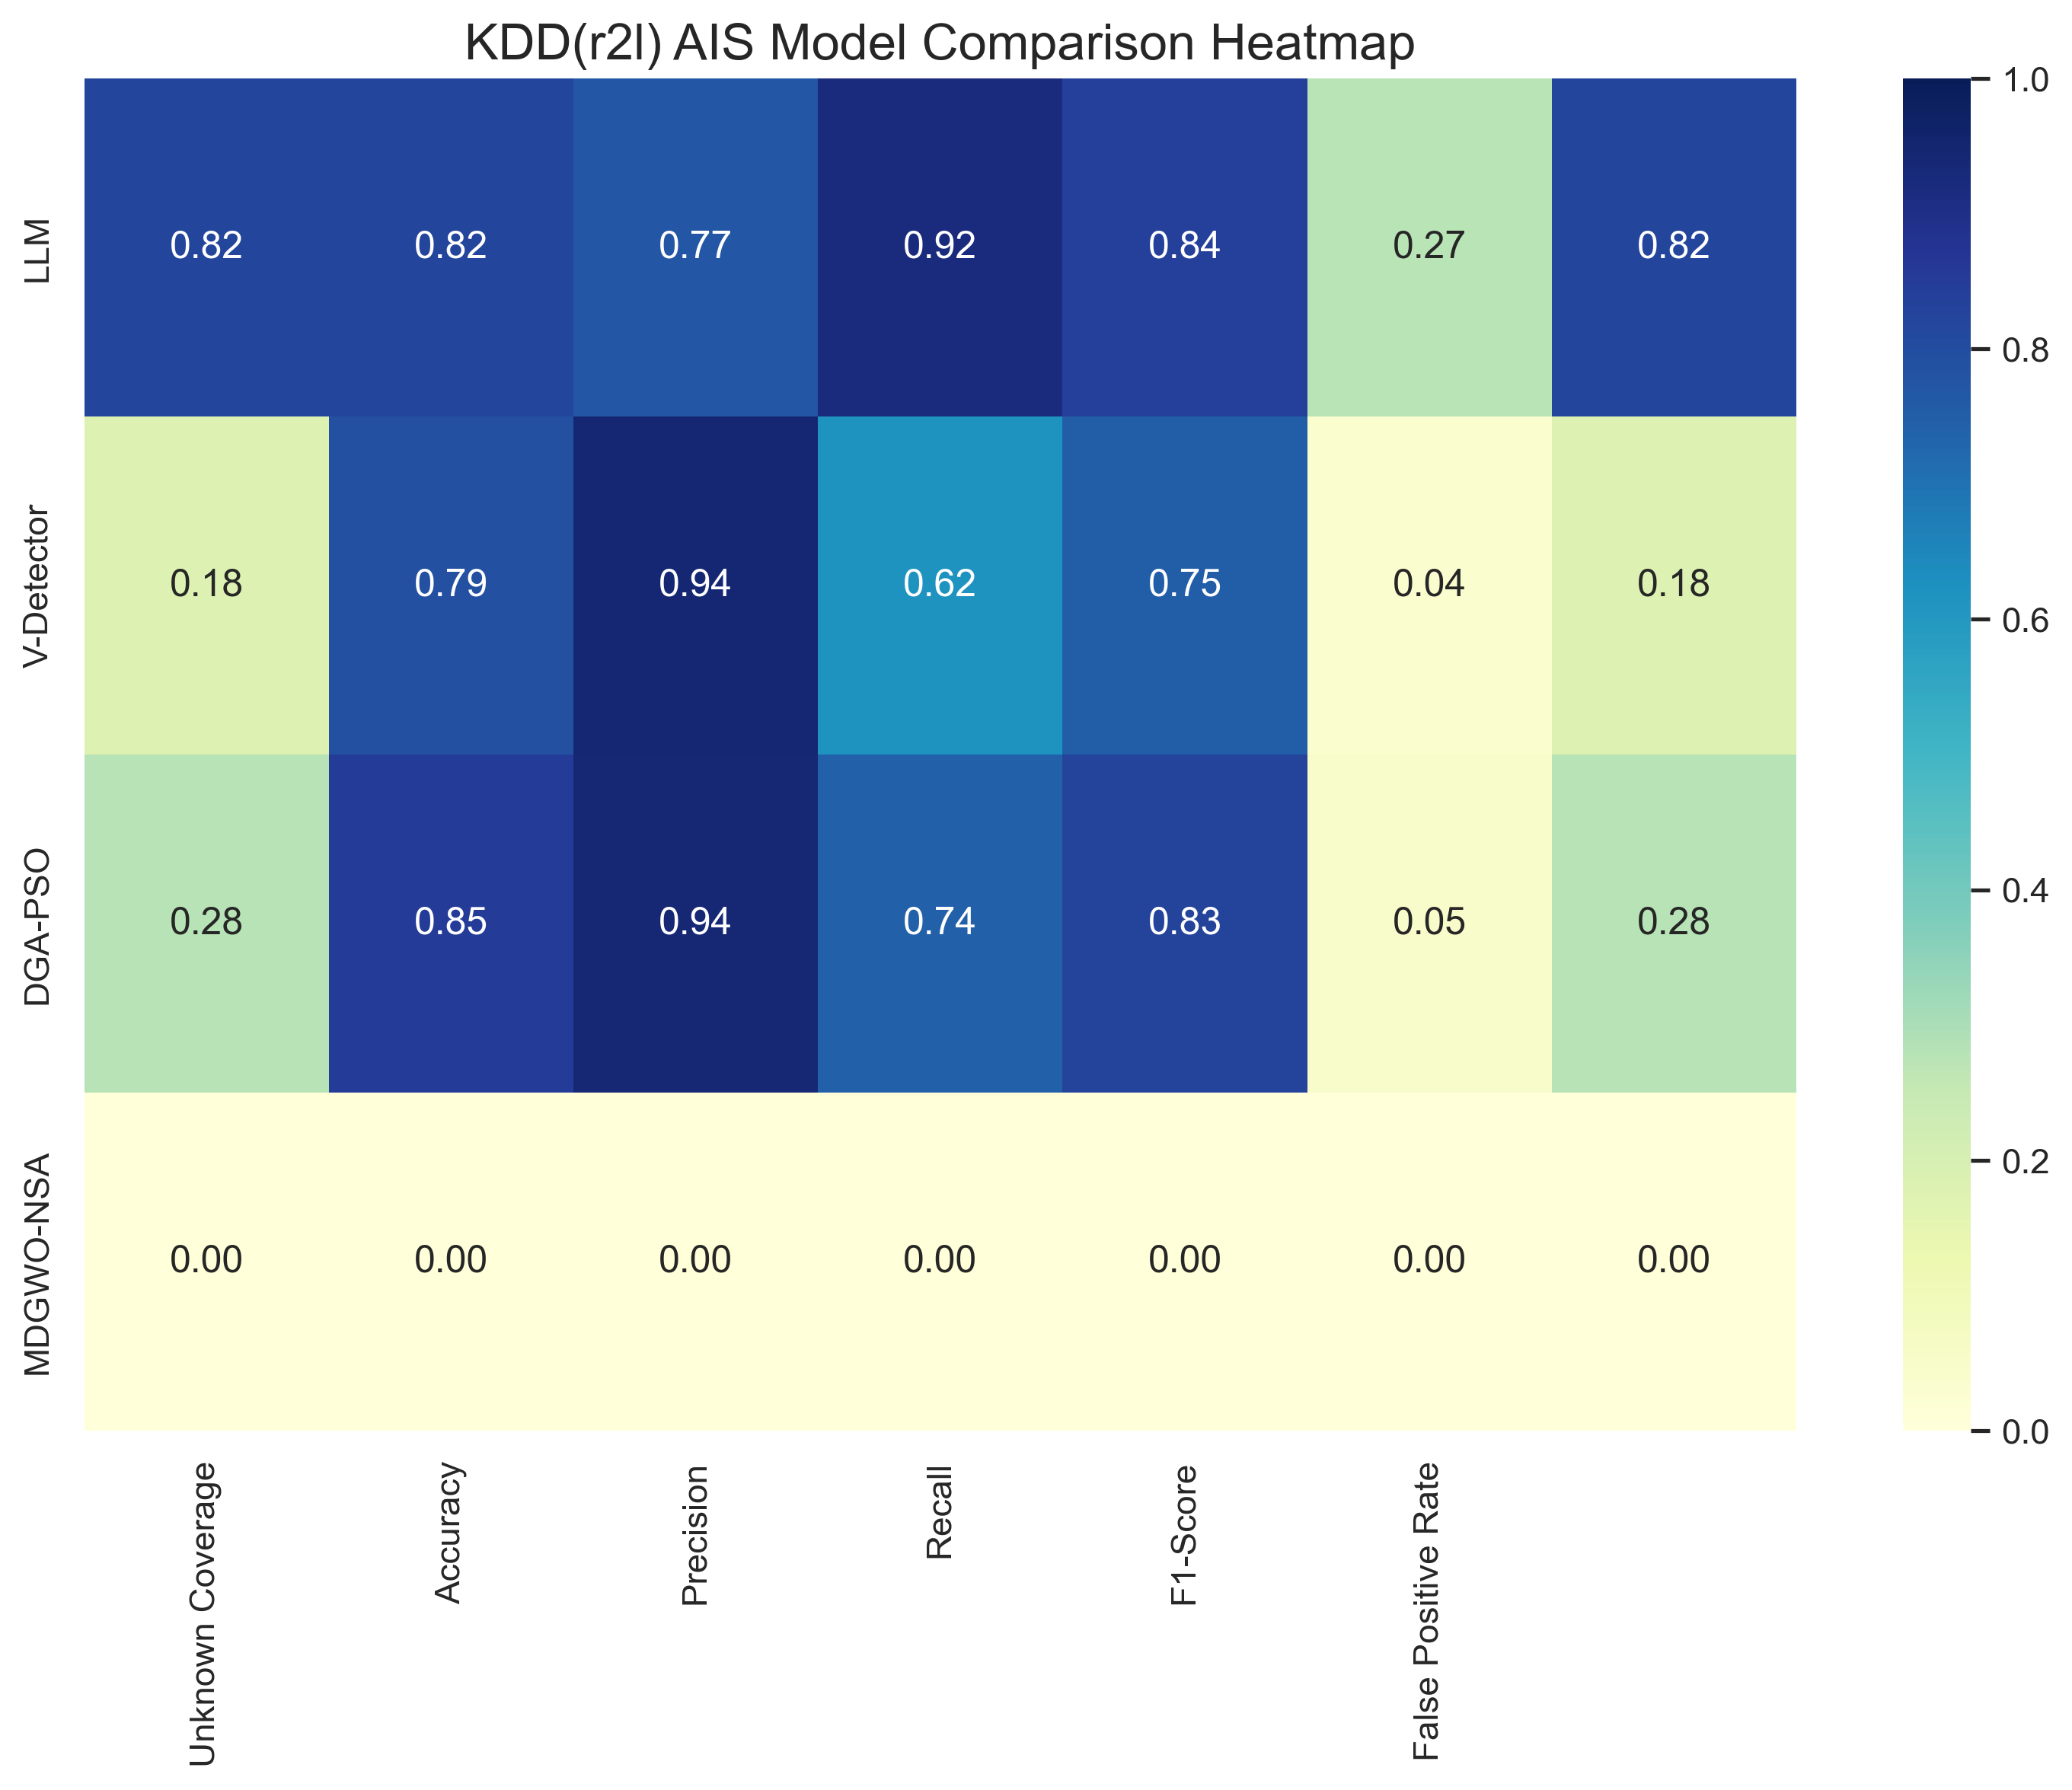 KDD(r2l) AIS Model Comparison Heatmap
LLM
0.82 0.82 0.77 0.92 0.84 0.27 0.82
V-Detector
0.18 0.79 0.94 0.62 0.75 0.04 0.18
DGA-PSO
0.28 0.85 0.94 0.74 0.83 0.05 0.28
MDGWO-NSA
0.00 0.00 0.00 0.00 0.00 0.00 0.00
Unknown Coverage
Accuracy
Precision
Recall
F1-Score
False Positive Rate
1.0
0.8
0.6
0.4
0.2
0.0